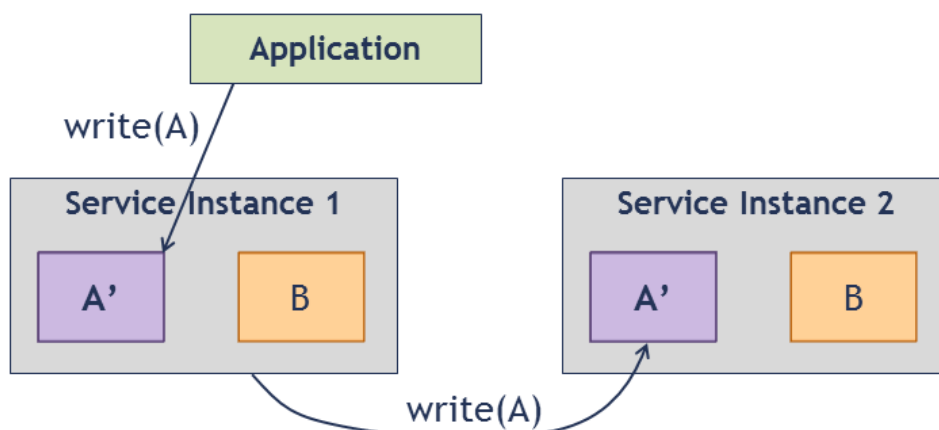 Application
write(A)
Service Instance 1
Service Instance 2
A’
B
A’
B
write(A)